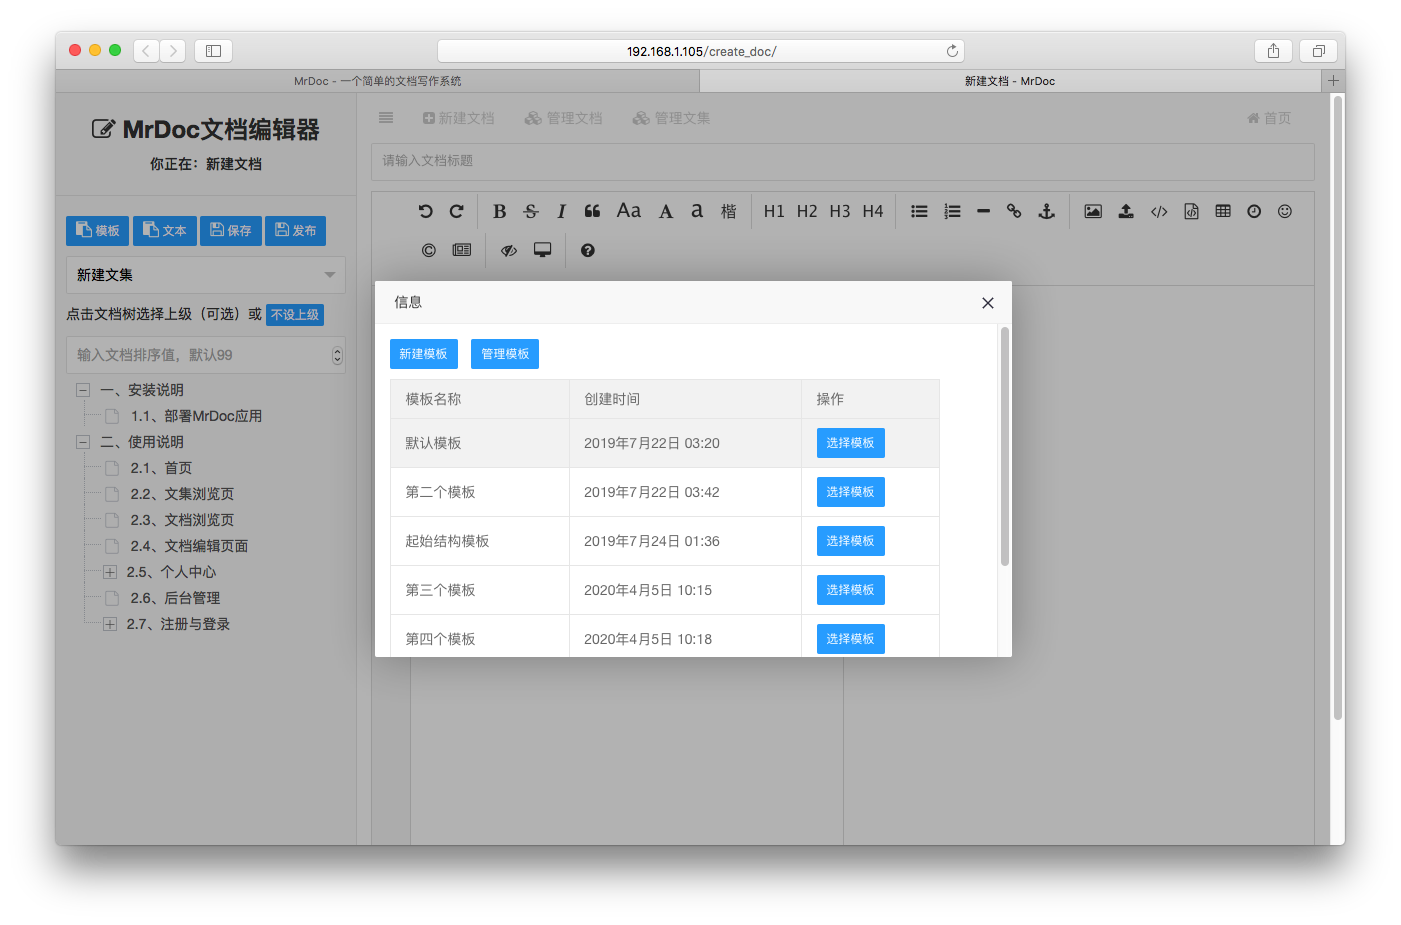 192.168.1.105/create_doc/
MrDoc - 一个简单的文档写作系统
新建文档 - MrDoc
MrDoc文档编辑器
你正在：新建文档
模板 文本 保存 发布
新建文集
点击文档树选择上级（可选）或 不设上级
输入文档排序值，默认99
一、安装说明
1.1、部署MrDoc应用
二、使用说明
2.1、首页
2.2、文集浏览页
2.3、文档浏览页
2.4、文档编辑页面
2.5、个人中心
2.6、后台管理
2.7、注册与登录
新建文档 管理文档 管理文集 首页
请输入文档标题
B S I Aa A a 楷 H1 H2 H3 H4
信息
新建模板 管理模板
模板名称 创建时间 操作
默认模板 2019年7月22日 03:20 选择模板
第二个模板 2019年7月22日 03:42 选择模板
起始结构模板 2019年7月24日 01:36 选择模板
第三个模板 2020年4月5日 10:15 选择模板
第四个模板 2020年4月5日 10:18 选择模板